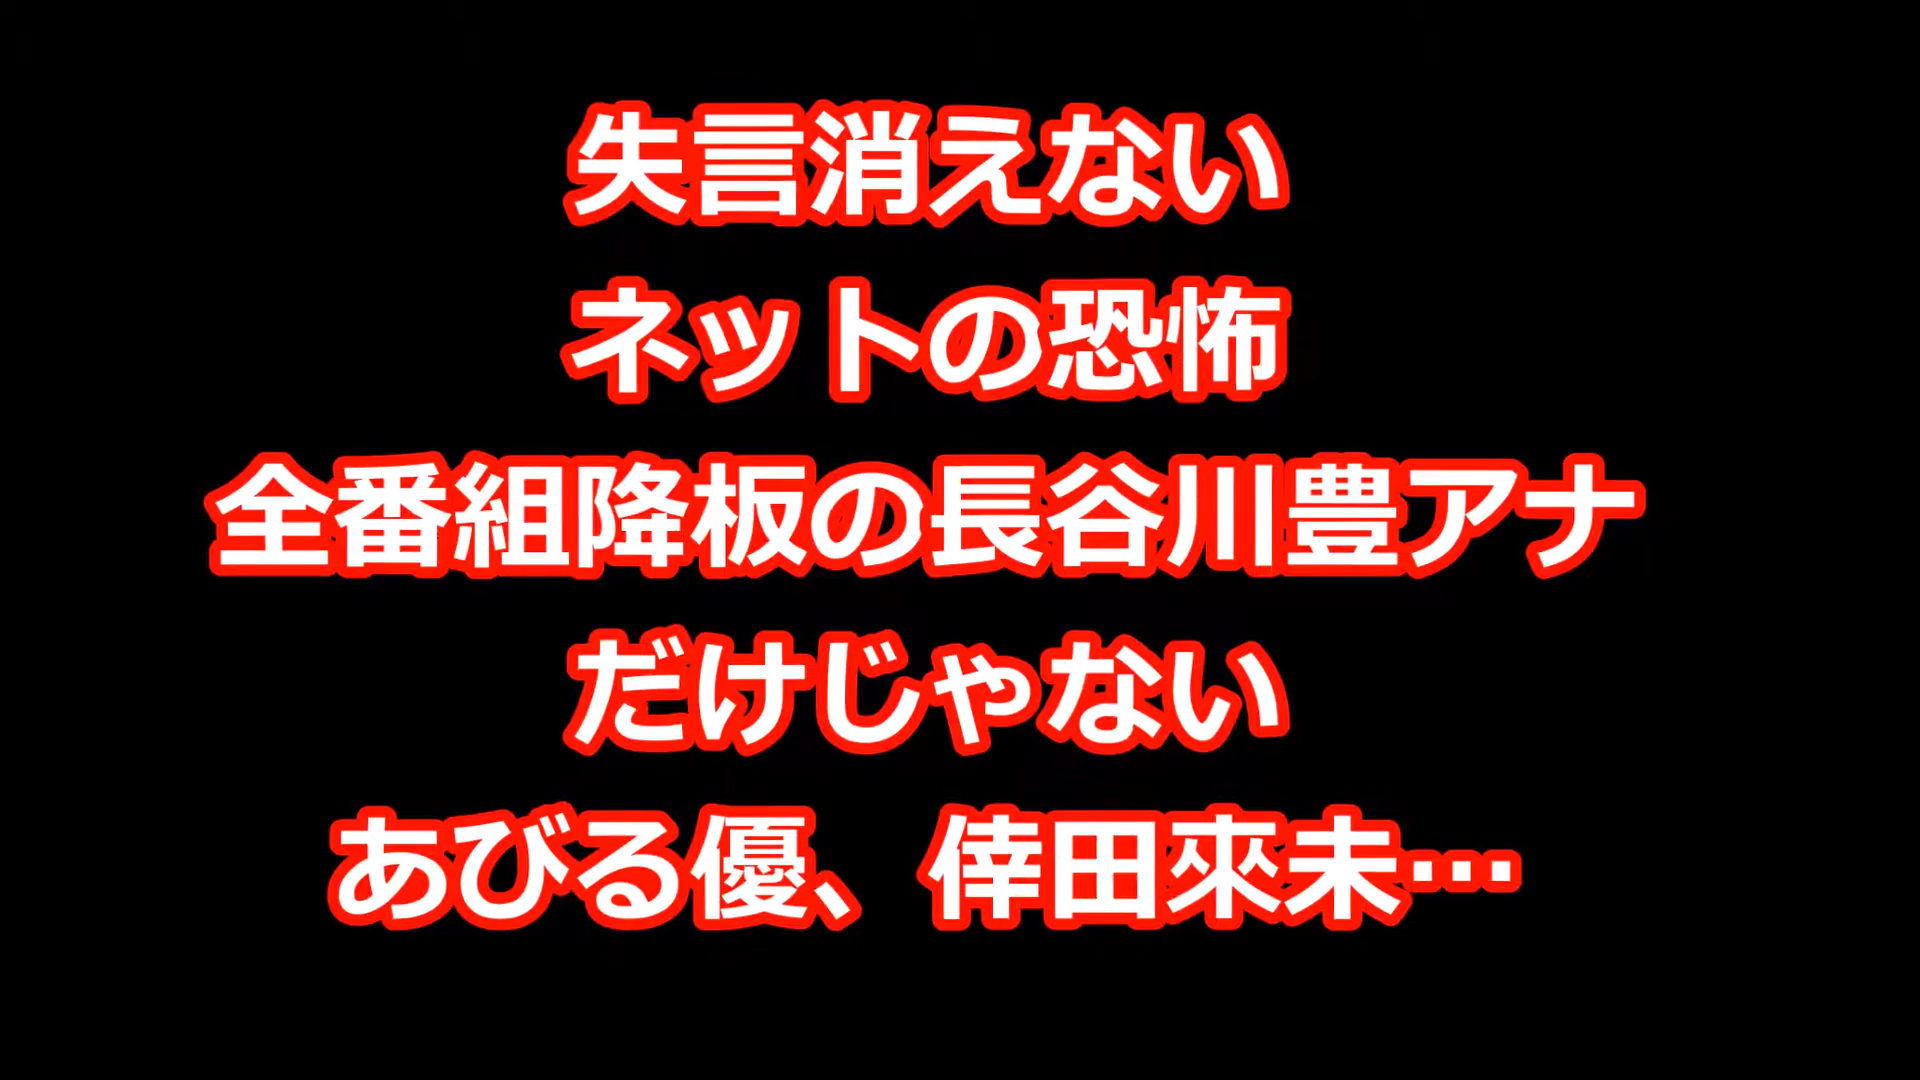 失言消えない
ネットの恐怖
全番組降板の長谷川豊アナ
だけじゃない
あびる優、倖田來未…